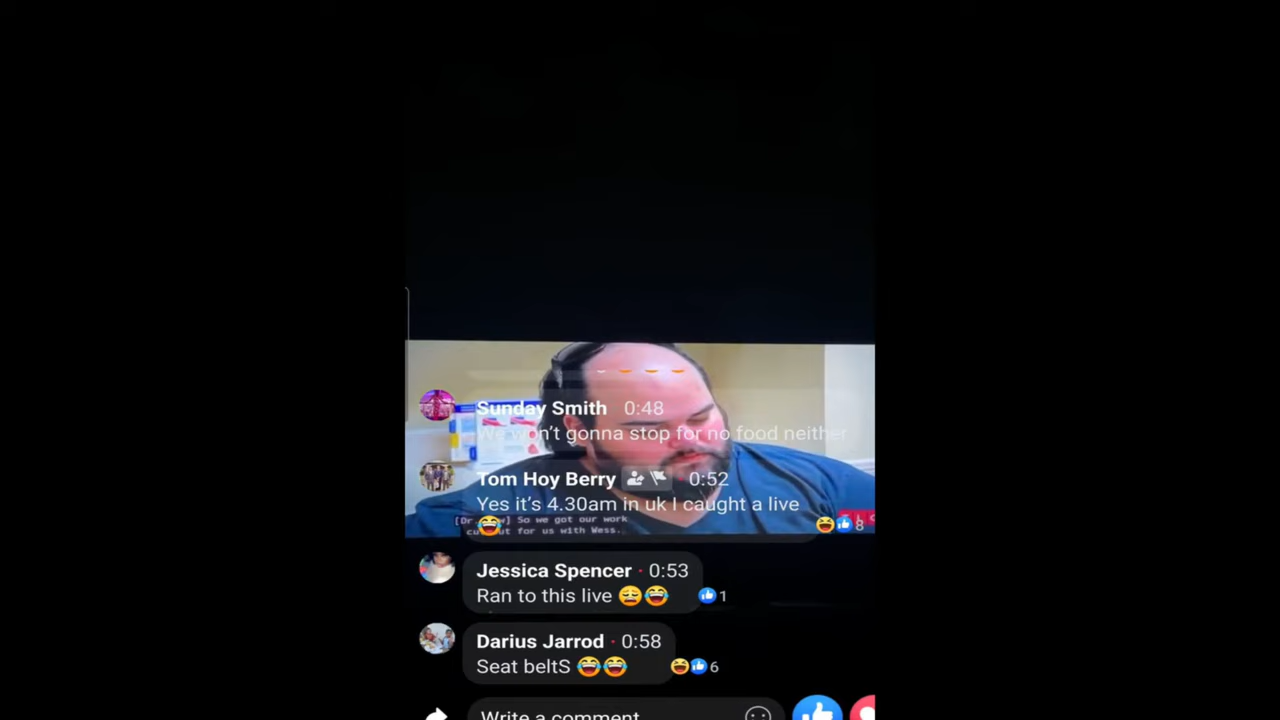 Sunday Smith 0:48
We won't gonna stop for no food neither
Tom Hoy Berry 0:52
Yes it's 4.30am in uk I caught a live
😂
8
So we got our work
out for us with Wess.
Jessica Spencer · 0:53
Ran to this live 😩😂 1
Darius Jarrod · 0:58
Seat beltS 😂😂 6
Write a comment